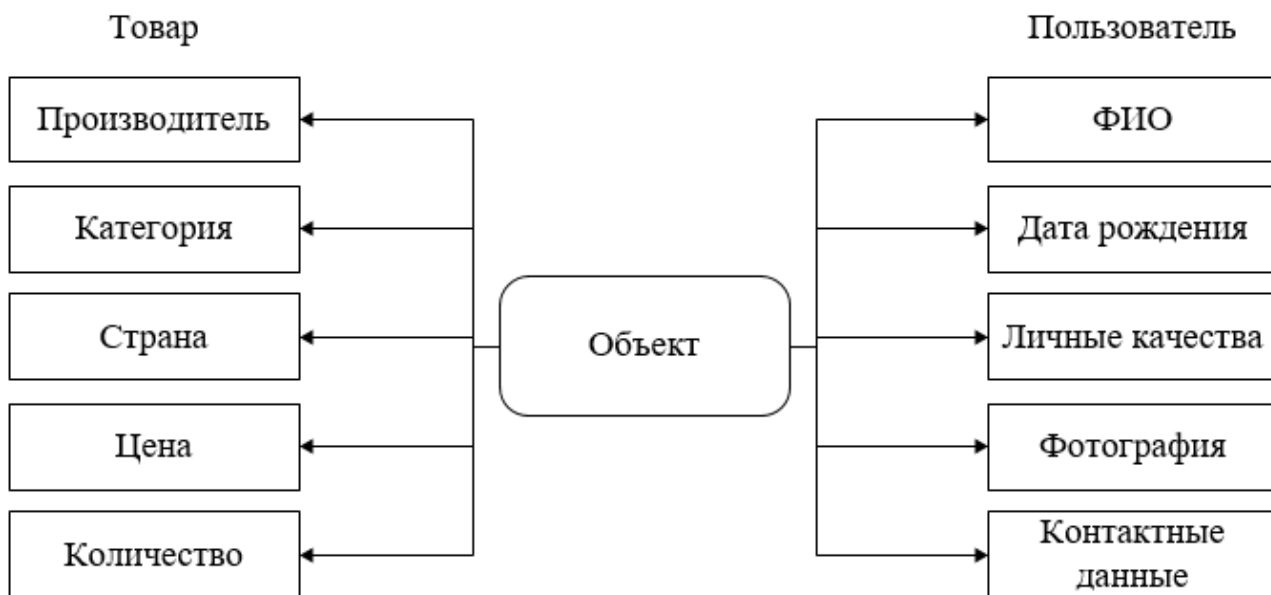 Товар
Производитель
Категория
Страна
Цена
Количество
Объект
Пользователь
ФИО
Дата рождения
Личные качества
Фотография
Контактные
данные